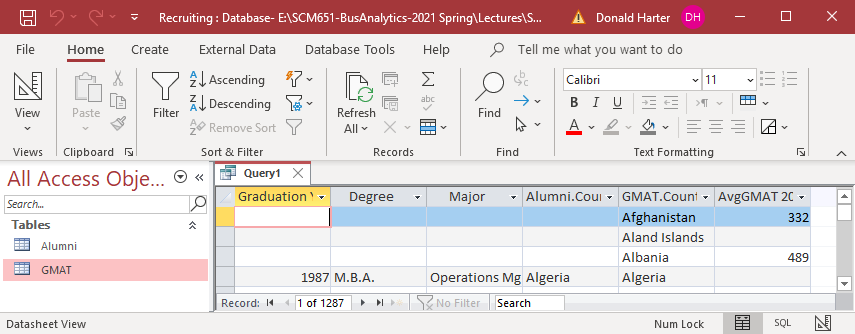 Recruiting : Database- E:\SCM651-BusAnalytics-2021 Spring\Lectures\S... Donald Harter DH
File Home Create External Data Database Tools Help Tell me what you want to do
View
Views
Paste
Clipboard
Filter
Ascending
Descending
Remove Sort
Sort & Filter
Refresh All
Records
Find
Find
Calibri 11
B I U
Text Formatting
All Access Obje...
Search...
Tables
Alumni
GMAT
Query1
Graduation Y Degree Major Alumni.Cour GMAT.Count AvgGMAT 20
Afghanistan 332
Aland Islands
Albania 489
1987 M.B.A. Operations Mg Algeria Algeria
Record: 1 of 1287 No Filter Search
Datasheet View Num Lock SQL